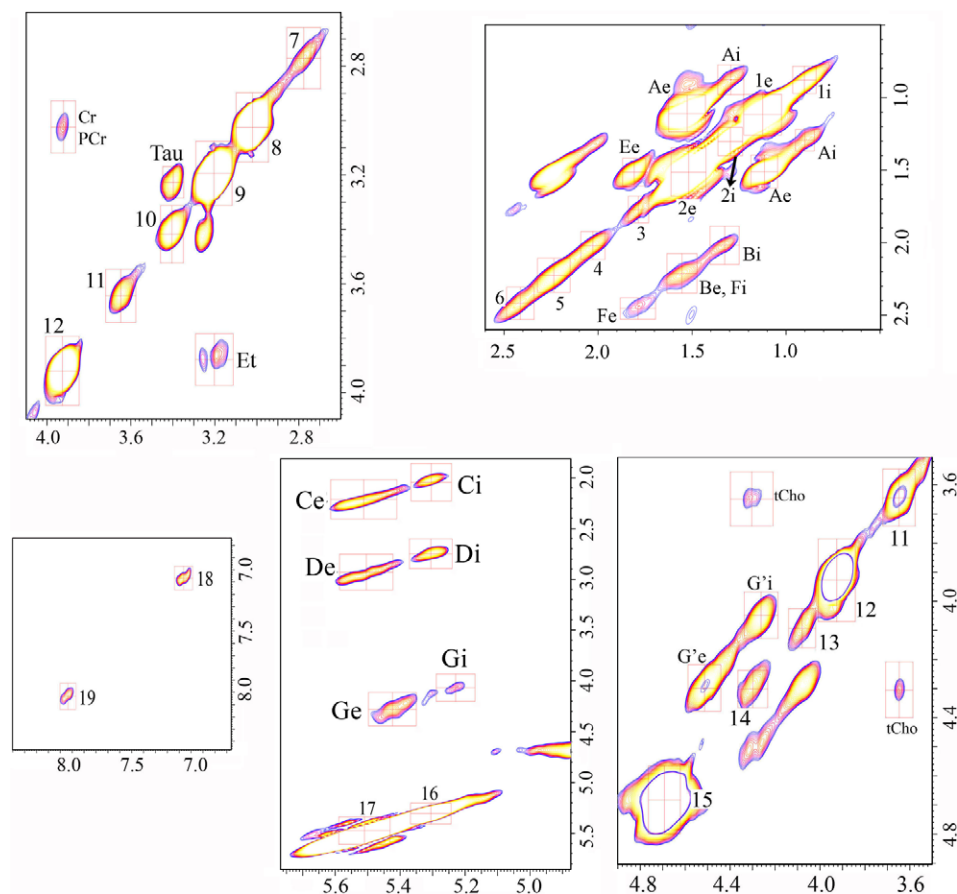 7
2.8
Cr
PCr
Tau
8
3.2
10
9
11
3.6
12
Et
4.0
4.0 3.6 3.2 2.8
Ai
Ae
1e
1i
1.0
Ee
Ai
1.5
Ae
2e
2i
3
2.0
4
Bi
6
5
Be, Fi
Fe
2.5
2.5 2.0 1.5 1.0
Ce
Ci
2.0
2.5
De
Di
3.0
3.5
Gi
4.0
Ge
4.5
5.0
17
16
5.5
5.6 5.4 5.2 5.0
18
7.0
7.5
19
8.0
8.0 7.5 7.0
tCho
11
3.6
G'i
12
4.0
13
G'e
14
tCho
4.4
15
4.8
4.8 4.4 4.0 3.6